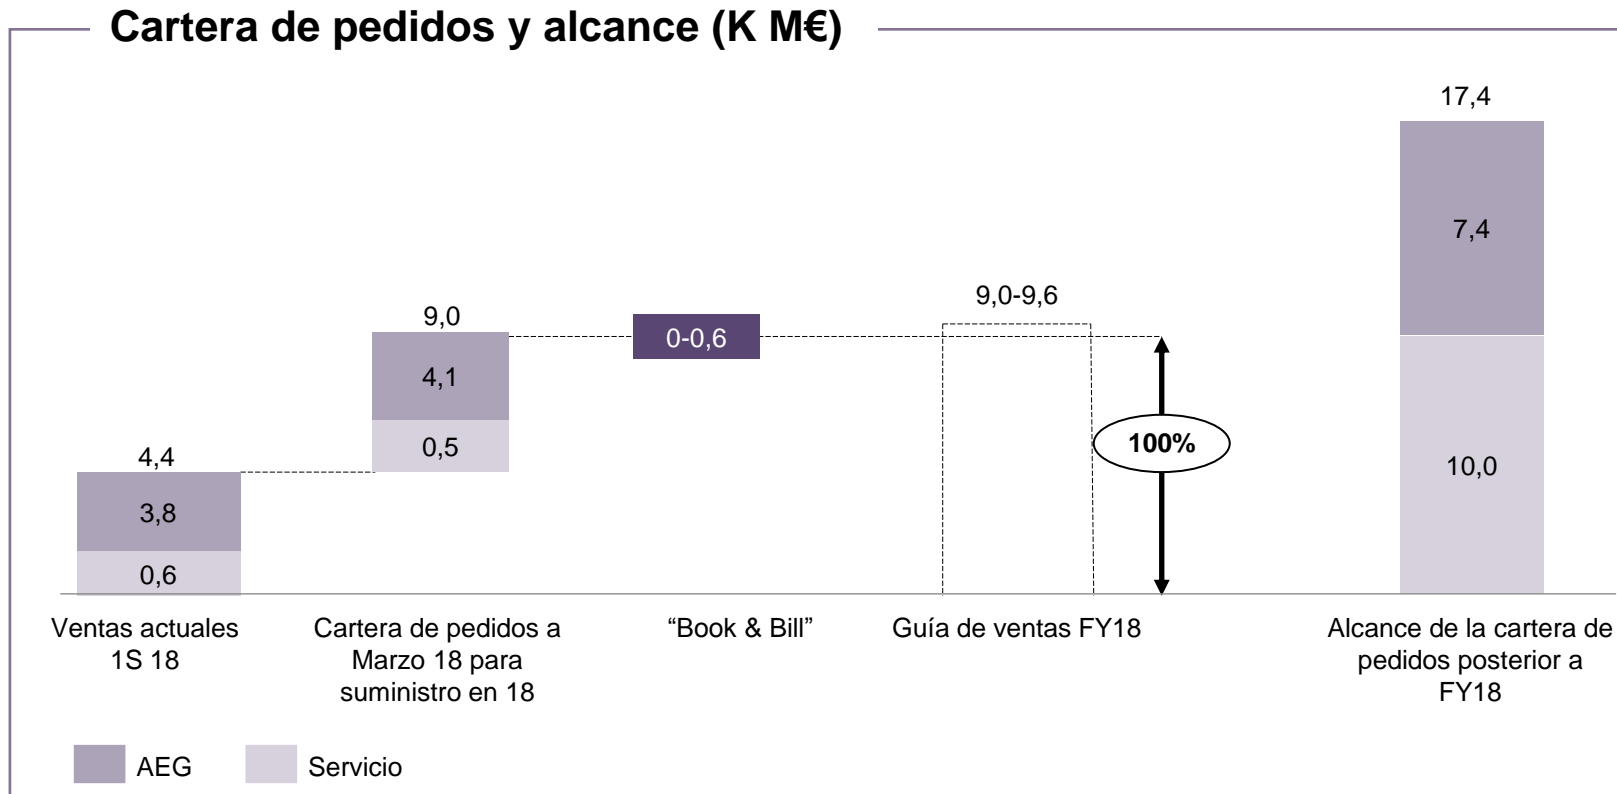 Cartera de pedidos y alcance (K M€)
17,4
7,4
10,0
9,0-9,6
9,0
4,1
0,5
0-0,6
100%
4,4
3,8
0,6
Ventas actuales
1S 18
Cartera de pedidos a
Marzo 18 para
suministro en 18
“Book & Bill”
Guía de ventas FY18
Alcance de la cartera de
pedidos posterior a
FY18
AEG
Servicio